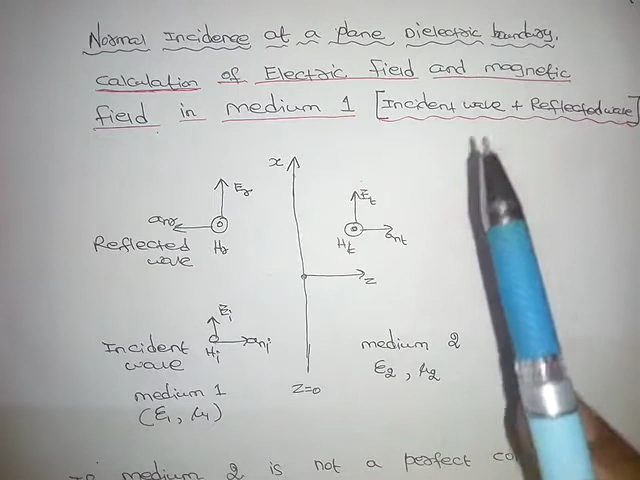 Normal Incidence at a plane Dielectric boundary.
Calculation of Electric field and magnetic
field in medium 1 [Incident wave + Reflected wave]
x
Er
Et
anr
ant
Hr
Ht
Reflected
wave
z
Ei
Incident
wave
Hi
ani
medium 2
ε2, μ2
medium 1
(ε1, μ1)
z=0
medium 2 is not a perfect co